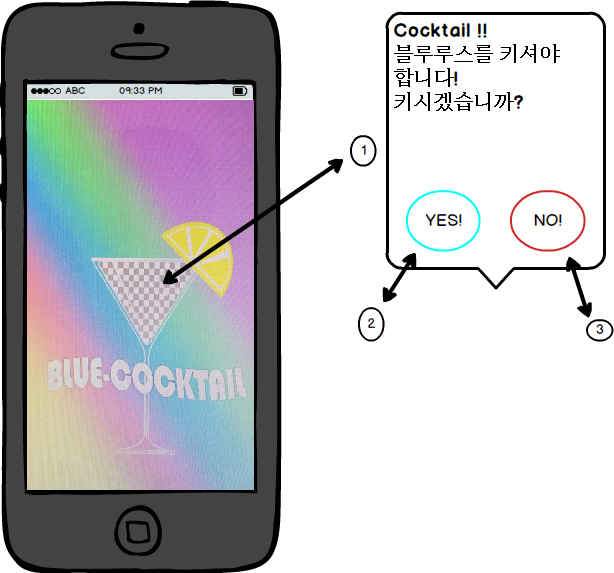 ABC 09:33 PM
BLUE-COCKTAIL
Cocktail !!
블루루스를 키셔야
합니다!
키시겠습니까?
YES! NO!
1
2
3